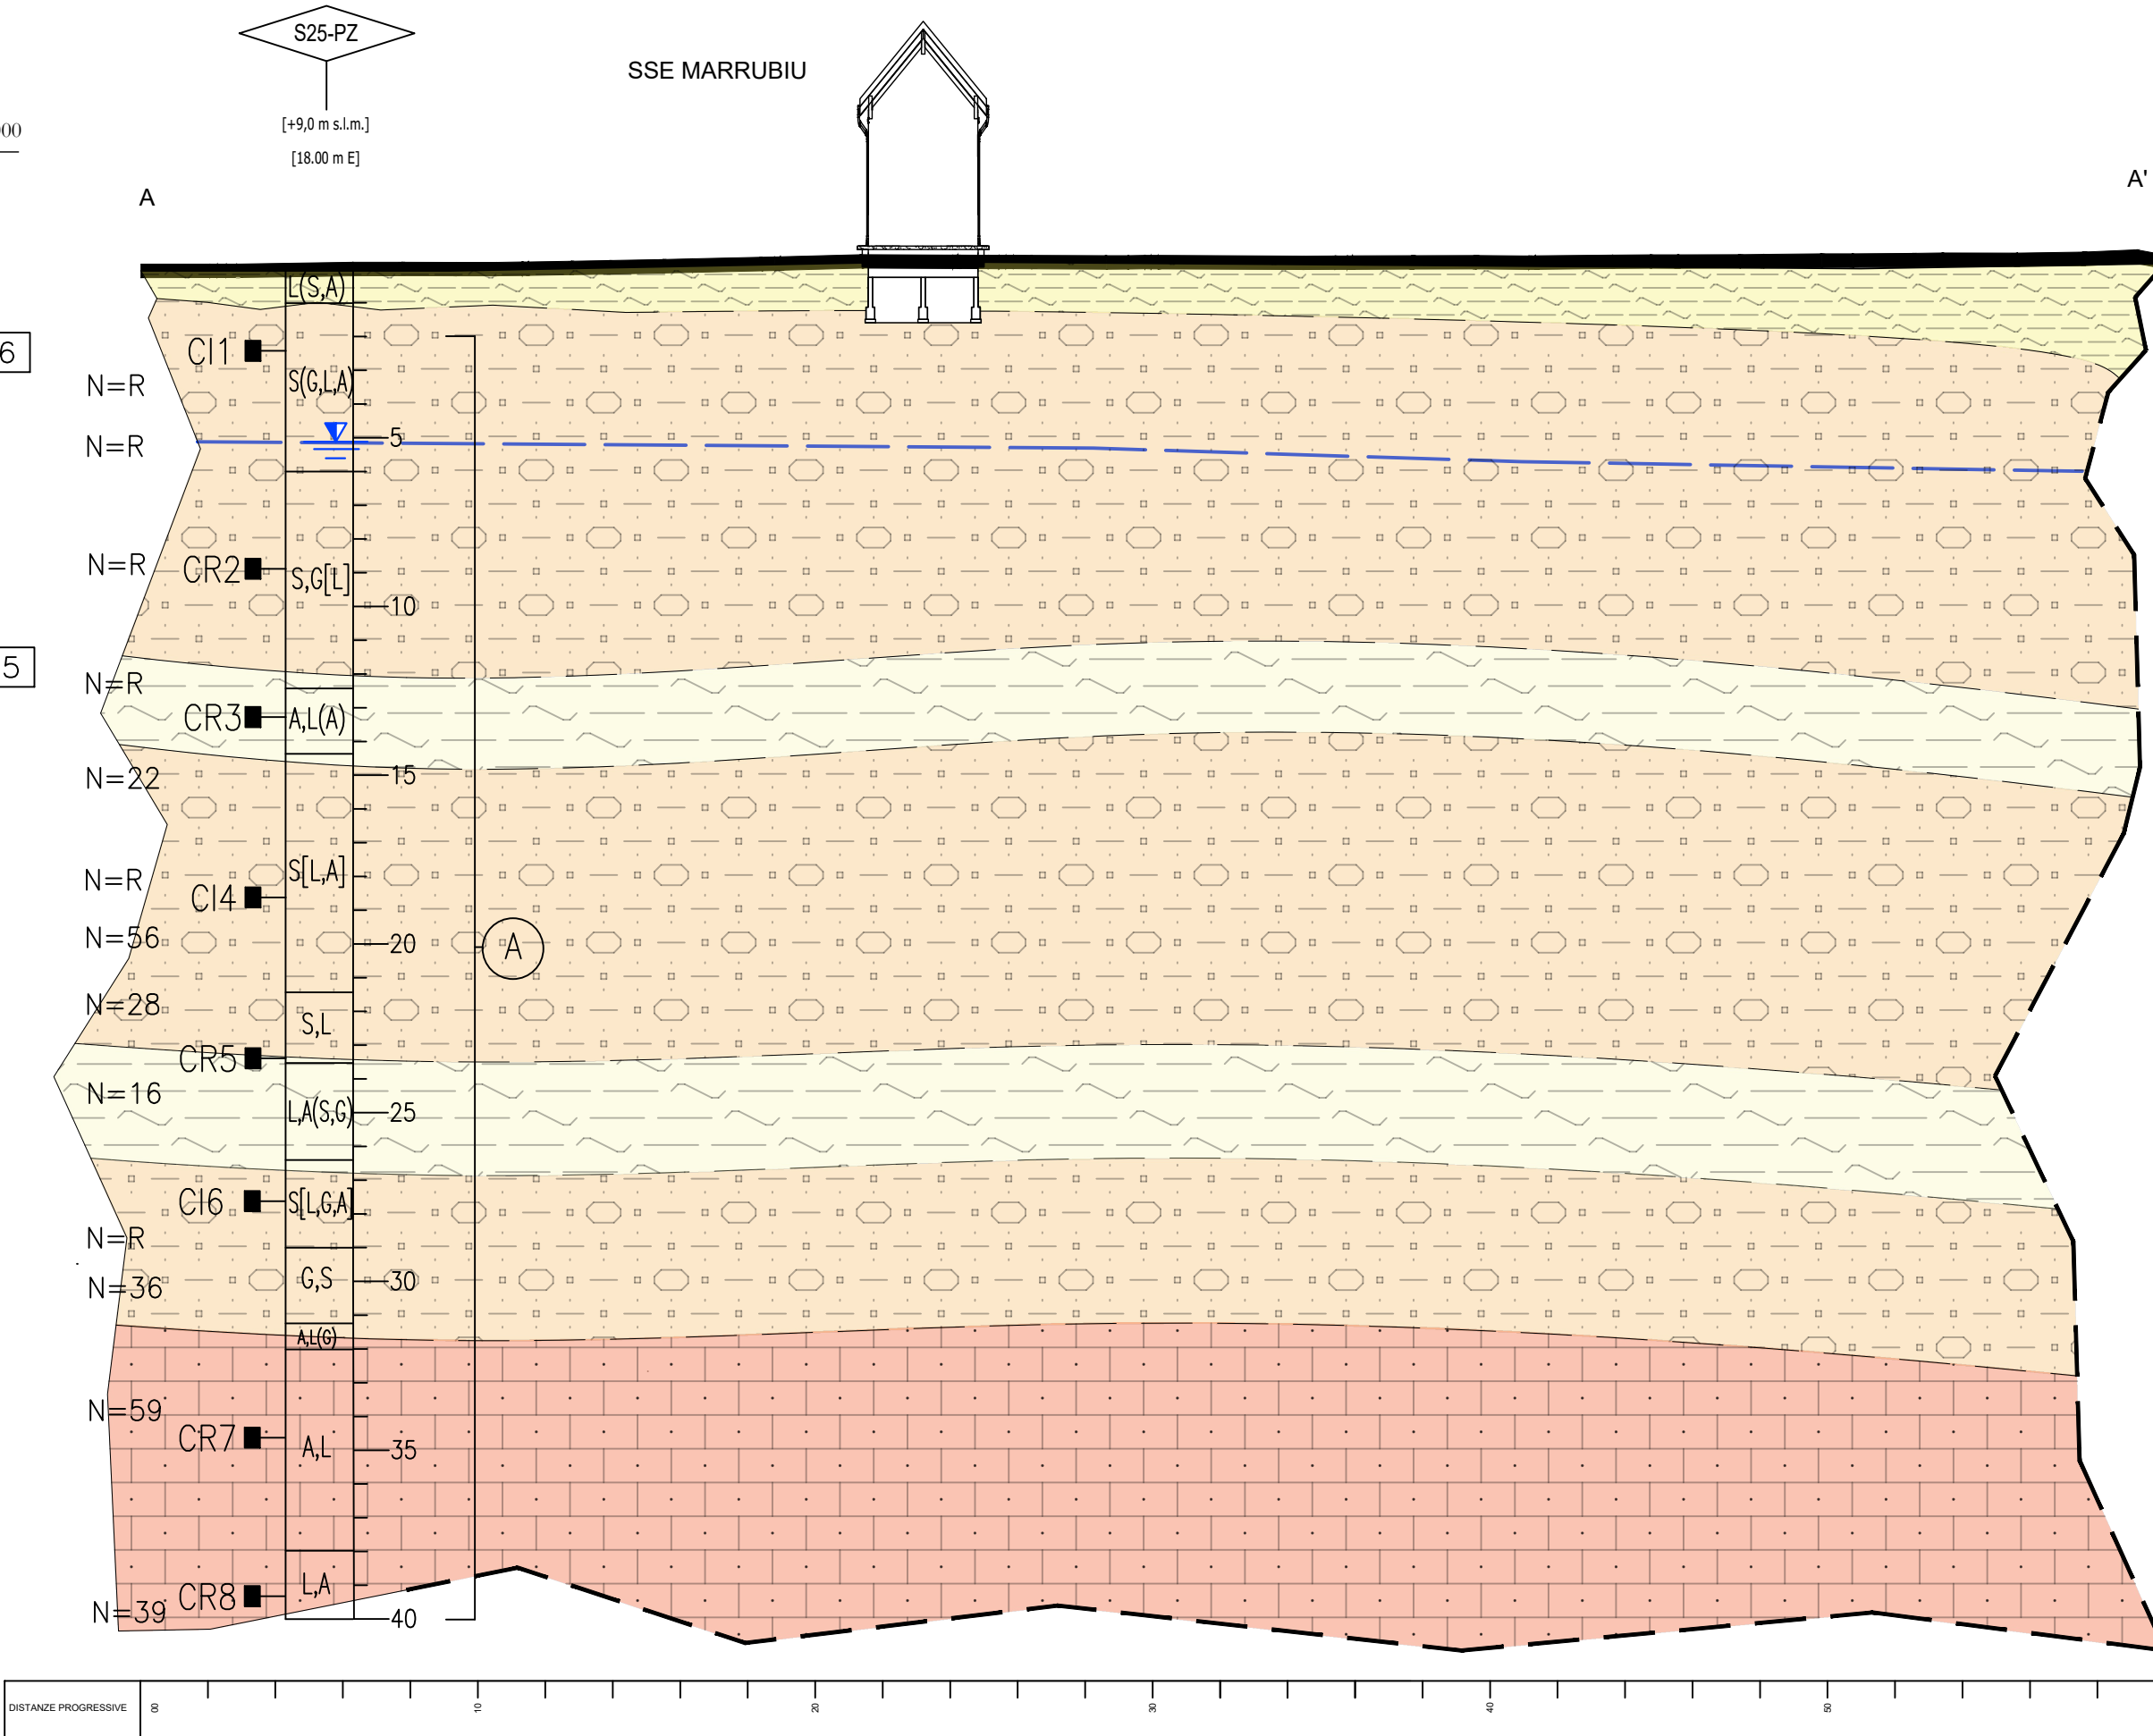 S25-PZ
SSE MARRUBIU
[+9,0 m s.l.m.]
[18.00 m E]
A
A'
L(S,A)
6
CI1
S(G,L,A)
N=R
5
N=R
N=R
CR2
S,G[L]
10
5
N=R
CR3
A,L(A)
N=22
15
N=R
S[L,A]
CI4
N=56
20
A
N=28
S,L
CR5
N=16
L,A(S,G)
25
CI6
S[L,G,A]
N=R
N=36
G,S
30
A,L(G)
N=59
CR7
A,L
35
L,A
CR8
N=39
40
DISTANZE PROGRESSIVE
00
10
20
30
40
50